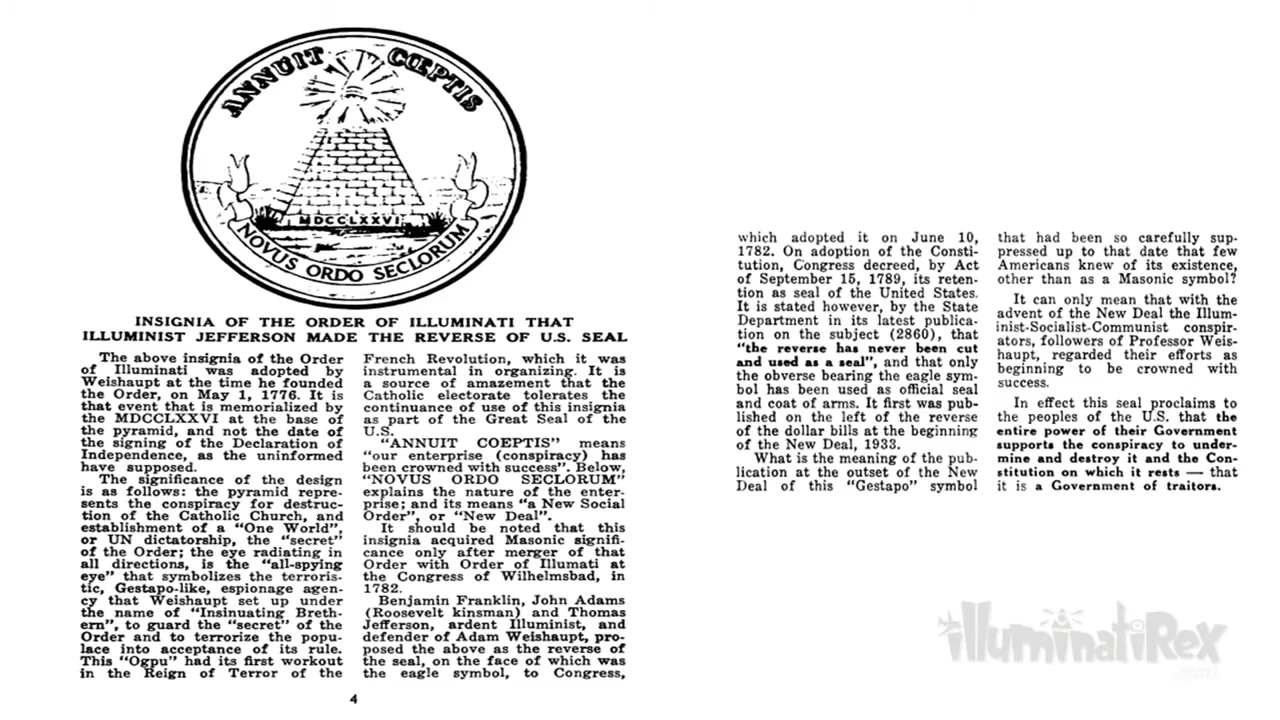 ANNUIT CŒPTIS
MDCCLXXVI
NOVUS ORDO SECLORUM
INSIGNIA OF THE ORDER OF ILLUMINATI THAT
ILLUMINIST JEFFERSON MADE THE REVERSE OF U.S. SEAL
The above insignia of the Order
of Illuminati was adopted by
Weishaupt at the time he founded
the Order, on May 1, 1776. It is
that event that is memorialized by
the MDCCLXXVI at the base of
the pyramid, and not the date of
the signing of the Declaration of
Independence, as the uninformed
have supposed.
The significance of the design
is as follows: the pyramid repre-
sents the conspiracy for destruc-
tion of the Catholic Church, and
establishment of a "One World",
or UN dictatorship, the "secret"
of the Order; the eye radiating in
all directions, is the "all-spying
eye" that symbolizes the terroris-
tic, Gestapo-like, espionage agen-
cy that Weishaupt set up under
the name of "Insinuating Breth-
ern", to guard the "secret" of the
Order and to terrorize the popu-
lace into acceptance of its rule.
This "Ogpu" had its first workout
in the Reign of Terror of the
French Revolution, which it was
instrumental in organizing. It is
a source of amazement that the
Catholic electorate tolerates the
continuance of use of this insignia
as part of the Great Seal of the
U.S.
"ANNUIT COEPTIS" means
"our enterprise (conspiracy) has
been crowned with success". Below,
"NOVUS ORDO SECLORUM"
explains the nature of the enter-
prise; and its means "a New Social
Order", or "New Deal".
It should be noted that this
insignia acquired Masonic signifi-
cance only after merger of that
Order with Order of Illumati at
the Congress of Wilhelmsbad, in
1782.
Benjamin Franklin, John Adams
(Roosevelt kinsman) and Thomas
Jefferson, ardent Illuminist, and
defender of Adam Weishaupt, pro-
posed the above as the reverse of
the seal, on the face of which was
the eagle symbol, to Congress,
4
which adopted it on June 10,
1782. On adoption of the Consti-
tution, Congress decreed, by Act
of September 15, 1789, its reten-
tion as seal of the United States.
It is stated however, by the State
Department in its latest publica-
tion on the subject (2860), that
"the reverse has never been cut
and used as a seal", and that only
the obverse bearing the eagle sym-
bol has been used as official seal
and coat of arms. It first was pub-
lished on the left of the reverse
of the dollar bills at the beginning
of the New Deal, 1933.
What is the meaning of the pub-
lication at the outset of the New
Deal of this "Gestapo" symbol
that had been so carefully sup-
pressed up to that date that few
Americans knew of its existence,
other than as a Masonic symbol?
It can only mean that with the
advent of the New Deal the Illum-
inist-Socialist-Communist conspir-
ators, followers of Professor Weis-
haupt, regarded their efforts as
beginning to be crowned with
success.
In effect this seal proclaims to
the peoples of the U.S. that the
entire power of their Government
supports the conspiracy to under-
mine and destroy it and the Con-
stitution on which it rests — that
it is a Government of traitors.
illuminatiRex